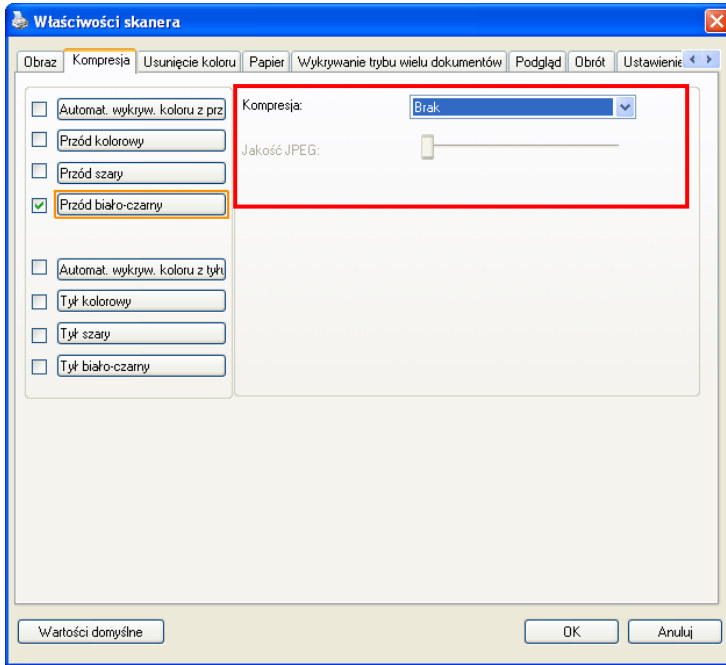 Właściwości skanera
Obraz Kompresja Usunięcie koloru Papier Wykrywanie trybu wielu dokumentów Podgląd Obrót Ustawienie
Automat. wykryw. koloru z prz
Kompresja: Brak
Przód kolorowy
Jakość JPEG:
Przód szary
Przód biało-czarny
Automat. wykryw. koloru z tyłu
Tył kolorowy
Tył szary
Tył biało-czarny
Wartości domyślne OK Anuluj